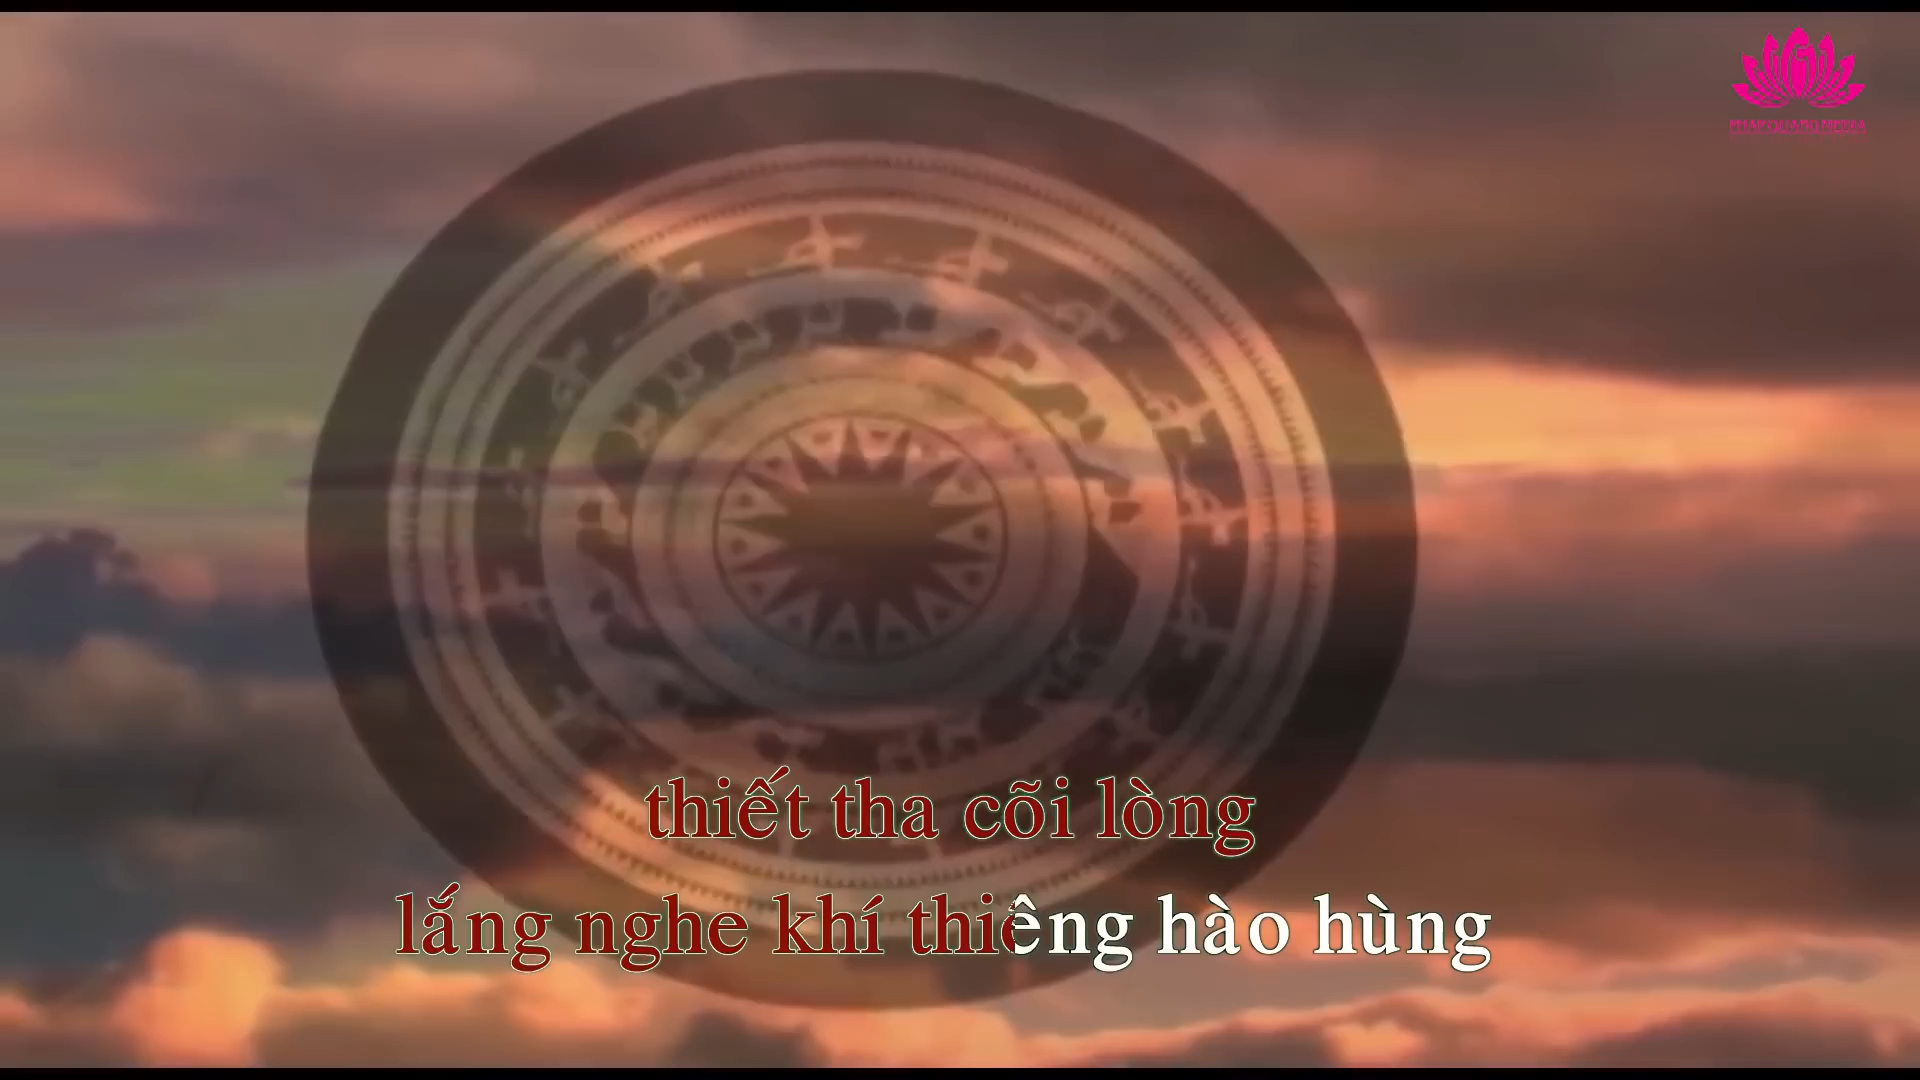 thiết tha cõi lòng
lắng nghe khí thiêng hào hùng